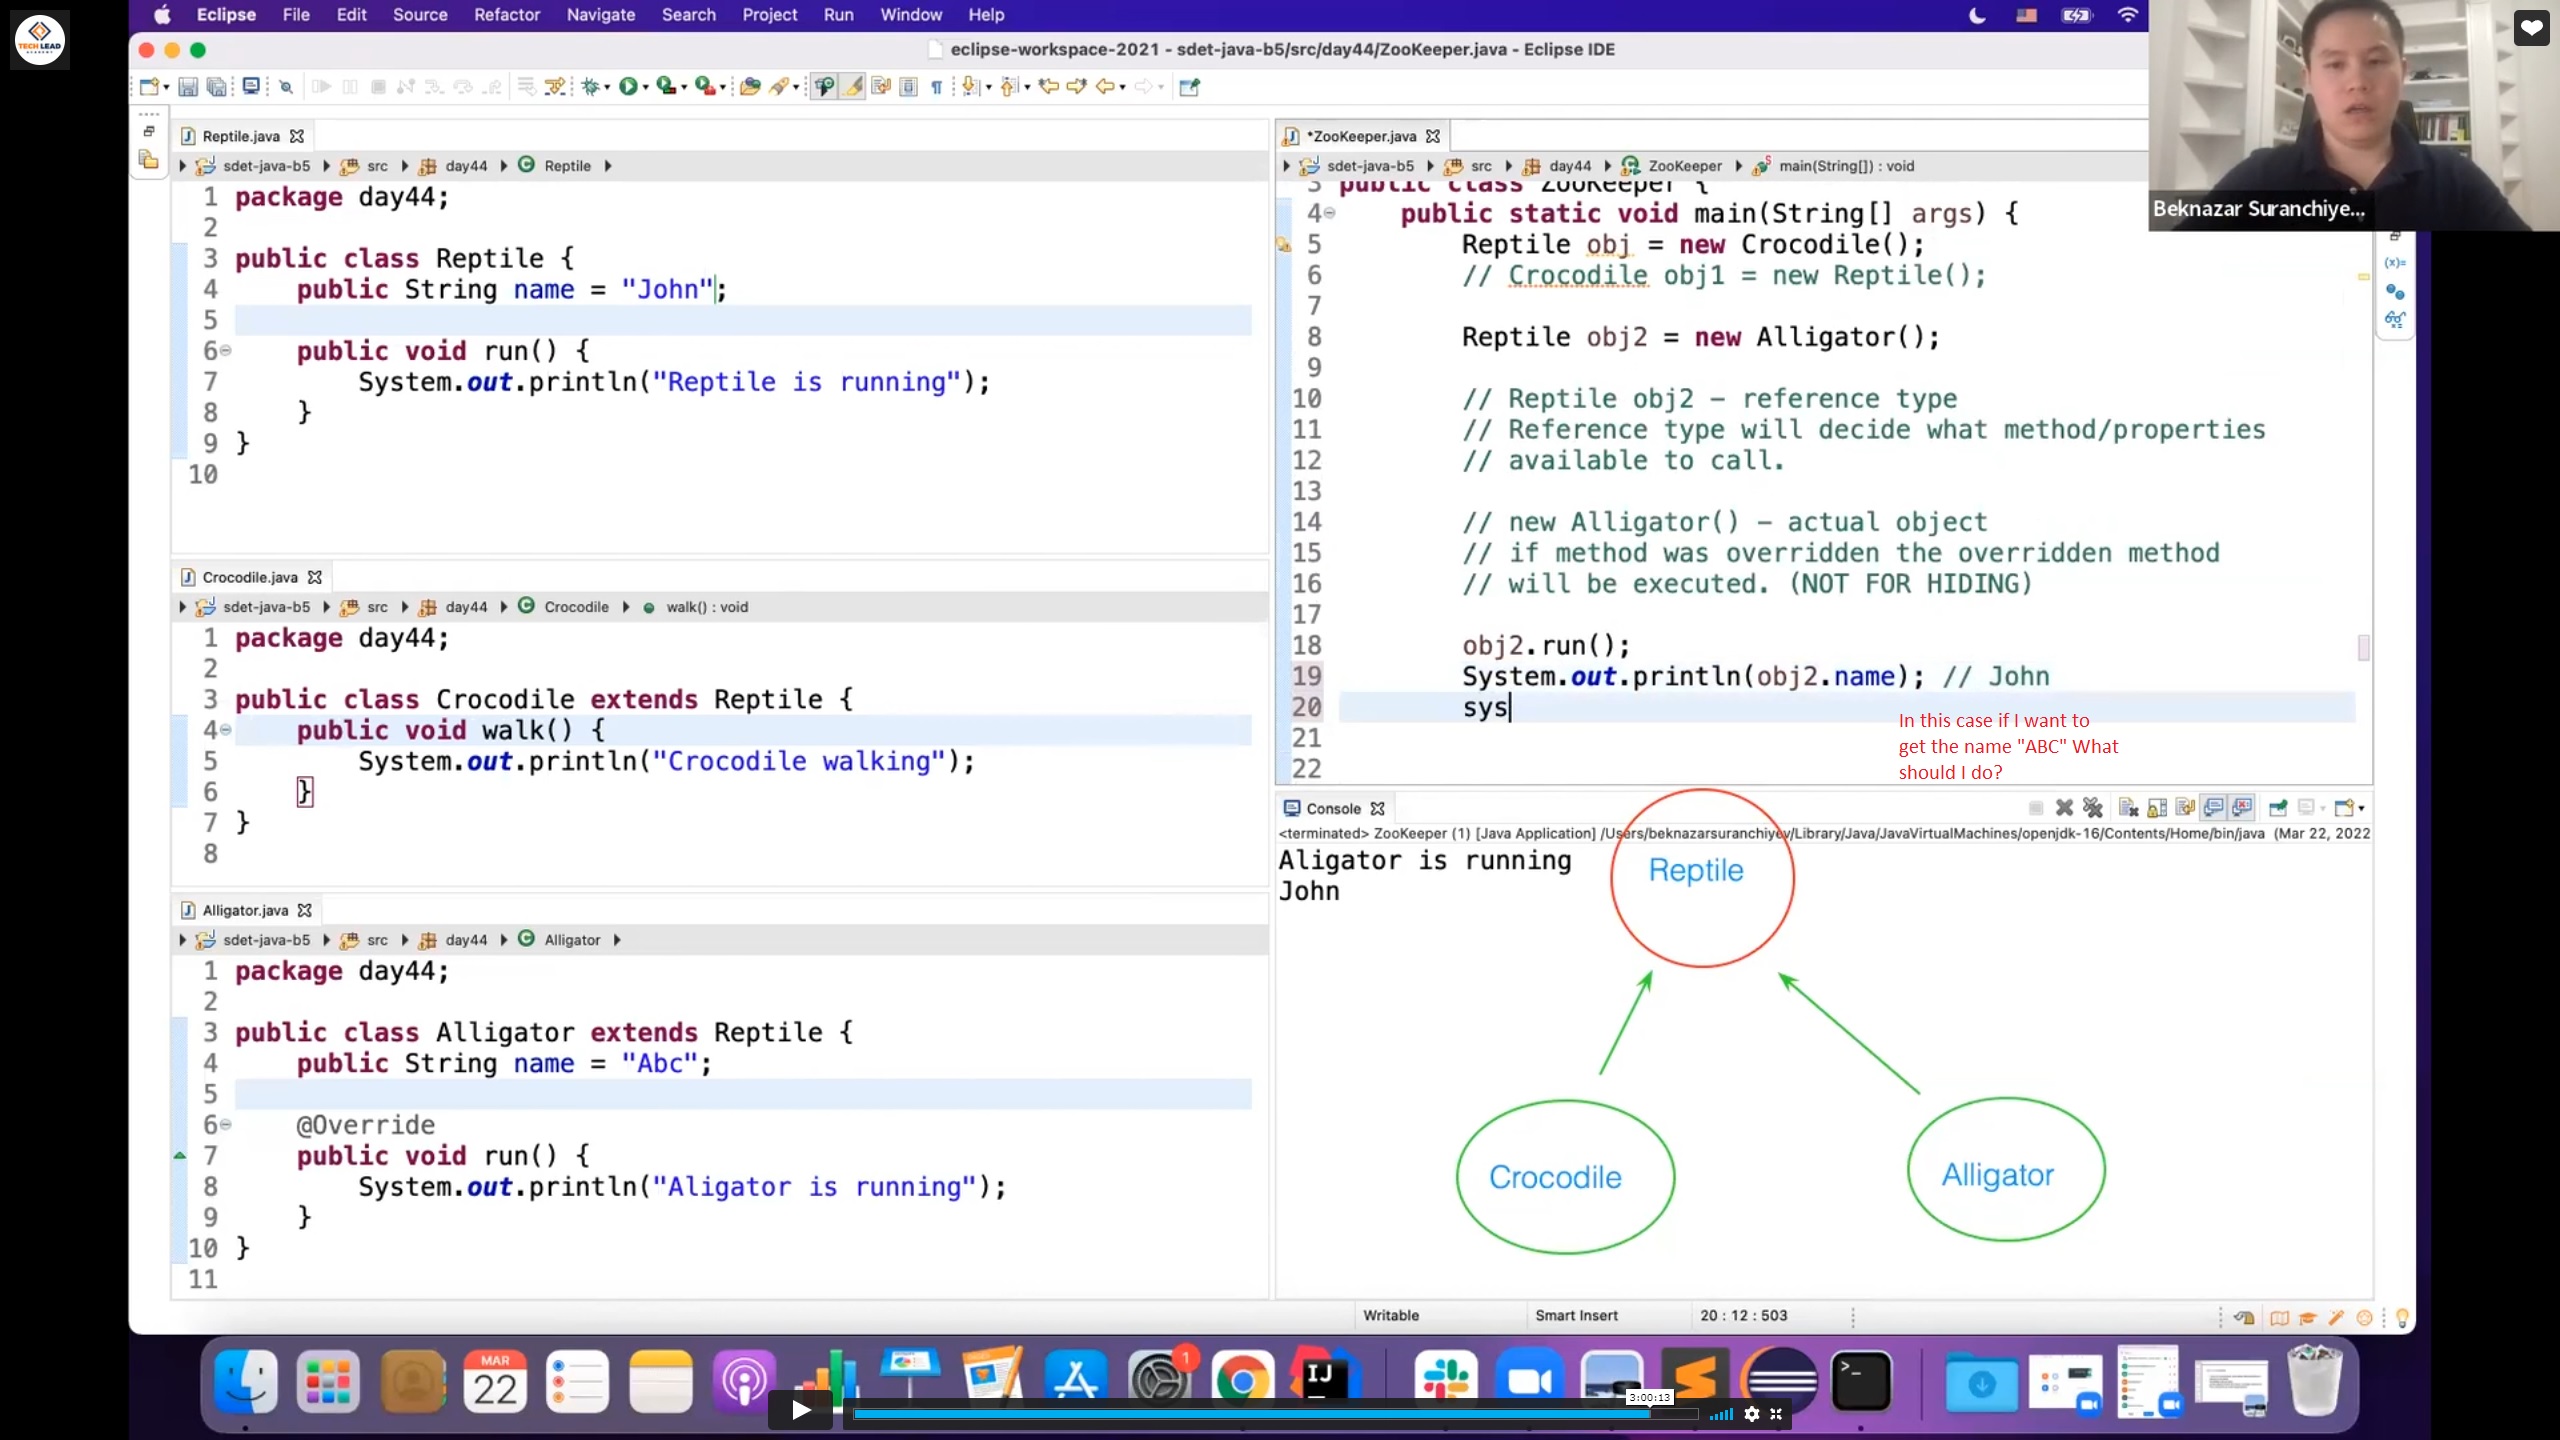 TECH LEAD
ACADEMY
Eclipse File Edit Source Refactor Navigate Search Project Run Window Help
eclipse-workspace-2021 - sdet-java-b5/src/day44/ZooKeeper.java - Eclipse IDE
Beknazar Suranchiye...
Reptile.java
sdet-java-b5 src day44 Reptile
1 package day44;
2
3 public class Reptile {
4 public String name = "John";
5
6 public void run() {
7 System.out.println("Reptile is running");
8 }
9 }
10
Crocodile.java
sdet-java-b5 src day44 Crocodile walk() : void
1 package day44;
2
3 public class Crocodile extends Reptile {
4 public void walk() {
5 System.out.println("Crocodile walking");
6 }
7 }
8
Alligator.java
sdet-java-b5 src day44 Alligator
1 package day44;
2
3 public class Alligator extends Reptile {
4 public String name = "Abc";
5
6 @Override
7 public void run() {
8 System.out.println("Aligator is running");
9 }
10 }
11
*ZooKeeper.java
sdet-java-b5 src day44 ZooKeeper main(String[]) : void
3 public class ZooKeeper {
4 public static void main(String[] args) {
5 Reptile obj = new Crocodile();
6 // Crocodile obj1 = new Reptile();
7
8 Reptile obj2 = new Alligator();
9
10 // Reptile obj2 – reference type
11 // Reference type will decide what method/properties
12 // available to call.
13
14 // new Alligator() – actual object
15 // if method was overridden the overridden method
16 // will be executed. (NOT FOR HIDING)
17
18 obj2.run();
19 System.out.println(obj2.name); // John
20 sys
21
22
In this case if I want to
get the name "ABC" What
should I do?
Console
<terminated> ZooKeeper (1) [Java Application] /Users/beknazarsuranchiyev/Library/Java/JavaVirtualMachines/openjdk-16/Contents/Home/bin/java (Mar 22, 2022
Aligator is running
John
Reptile
Crocodile
Alligator
Writable Smart Insert 20 : 12 : 503
MAR
22
1
IJ
3:00:13